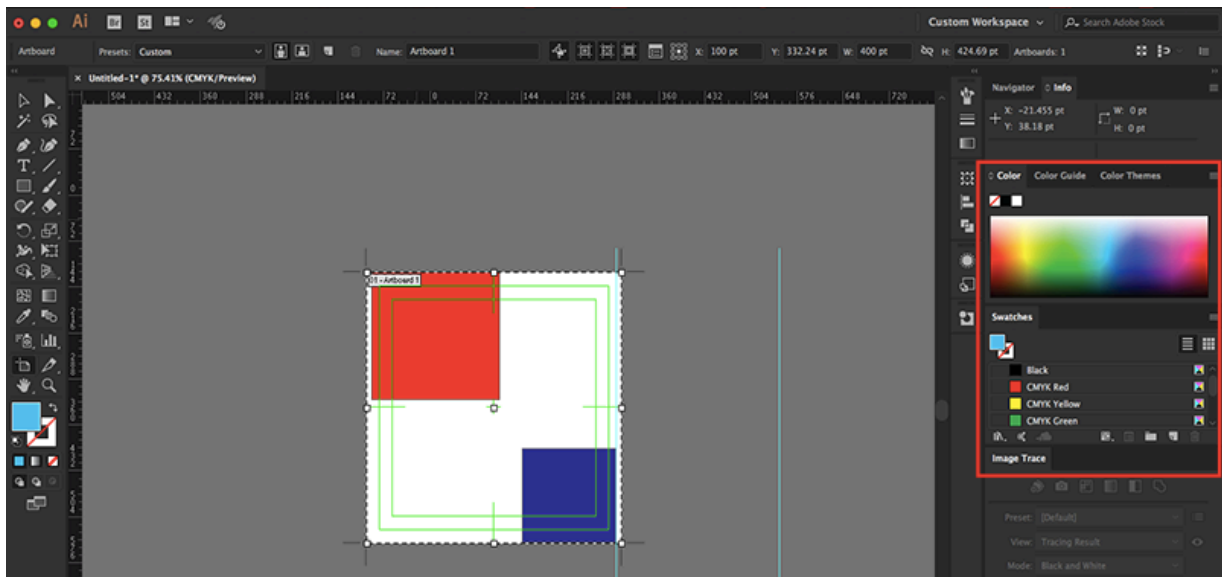 Ai Br St Custom Workspace Search Adobe Stock
Artboard Presets: Custom Name: Artboard 1 X: 100 pt Y: 332.24 pt W: 400 pt H: 424.69 pt Artboards: 1
× Untitled-1* @ 75.41% (CMYK/Preview)
504 432 360 288 216 144 72 0 72 144 216 288 360 432 504 576 648 720
Navigator Info
X: -21.455 pt W: 0 pt
Y: 38.18 pt H: 0 pt
Color Color Guide Color Themes
01 - Artboard 1
Swatches
Black
CMYK Red
CMYK Yellow
CMYK Green
Image Trace
Preset: [Default]
View: Tracing Result
Mode: Black and White